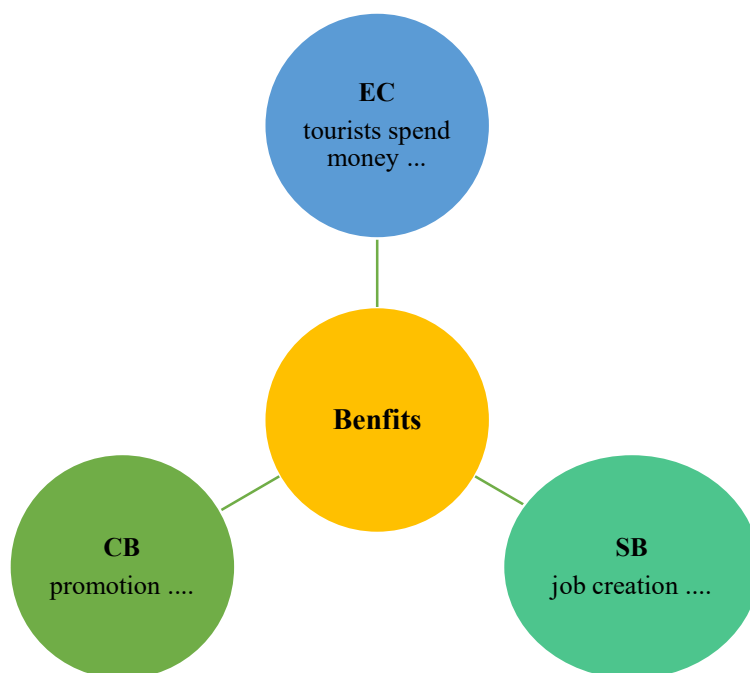 EC
tourists spend
money ...
Benfits
CB
promotion ....
SB
job creation ....